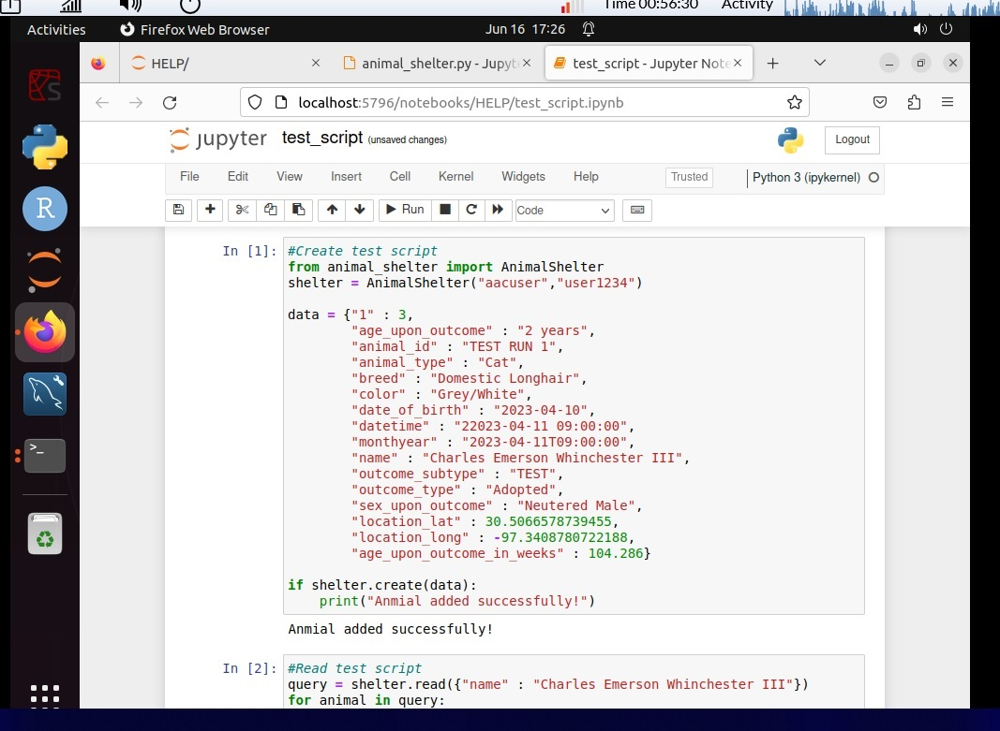 Time 00:56:30 Activity
Activities Firefox Web Browser Jun 16 17:26
HELP/ animal_shelter.py - Jupyt test_script - Jupyter Note
localhost:5796/notebooks/HELP/test_script.ipynb
jupyter test_script (unsaved changes) Logout
File Edit View Insert Cell Kernel Widgets Help Trusted Python 3 (ipykernel)
Run Code
In [1]: #Create test script
from animal_shelter import AnimalShelter
shelter = AnimalShelter("aacuser","user1234")
data = {"1" : 3,
"age_upon_outcome" : "2 years",
"animal_id" : "TEST RUN 1",
"animal_type" : "Cat",
"breed" : "Domestic Longhair",
"color" : "Grey/White",
"date_of_birth" : "2023-04-10",
"datetime" : "22023-04-11 09:00:00",
"monthyear" : "2023-04-11T09:00:00",
"name" : "Charles Emerson Whinchester III",
"outcome_subtype" : "TEST",
"outcome_type" : "Adopted",
"sex_upon_outcome" : "Neutered Male",
"location_lat" : 30.5066578739455,
"location_long" : -97.3408780722188,
"age_upon_outcome_in_weeks" : 104.286}
if shelter.create(data):
print("Anmial added successfully!")
Anmial added successfully!
In [2]: #Read test script
query = shelter.read({"name" : "Charles Emerson Whinchester III"})
for animal in query: